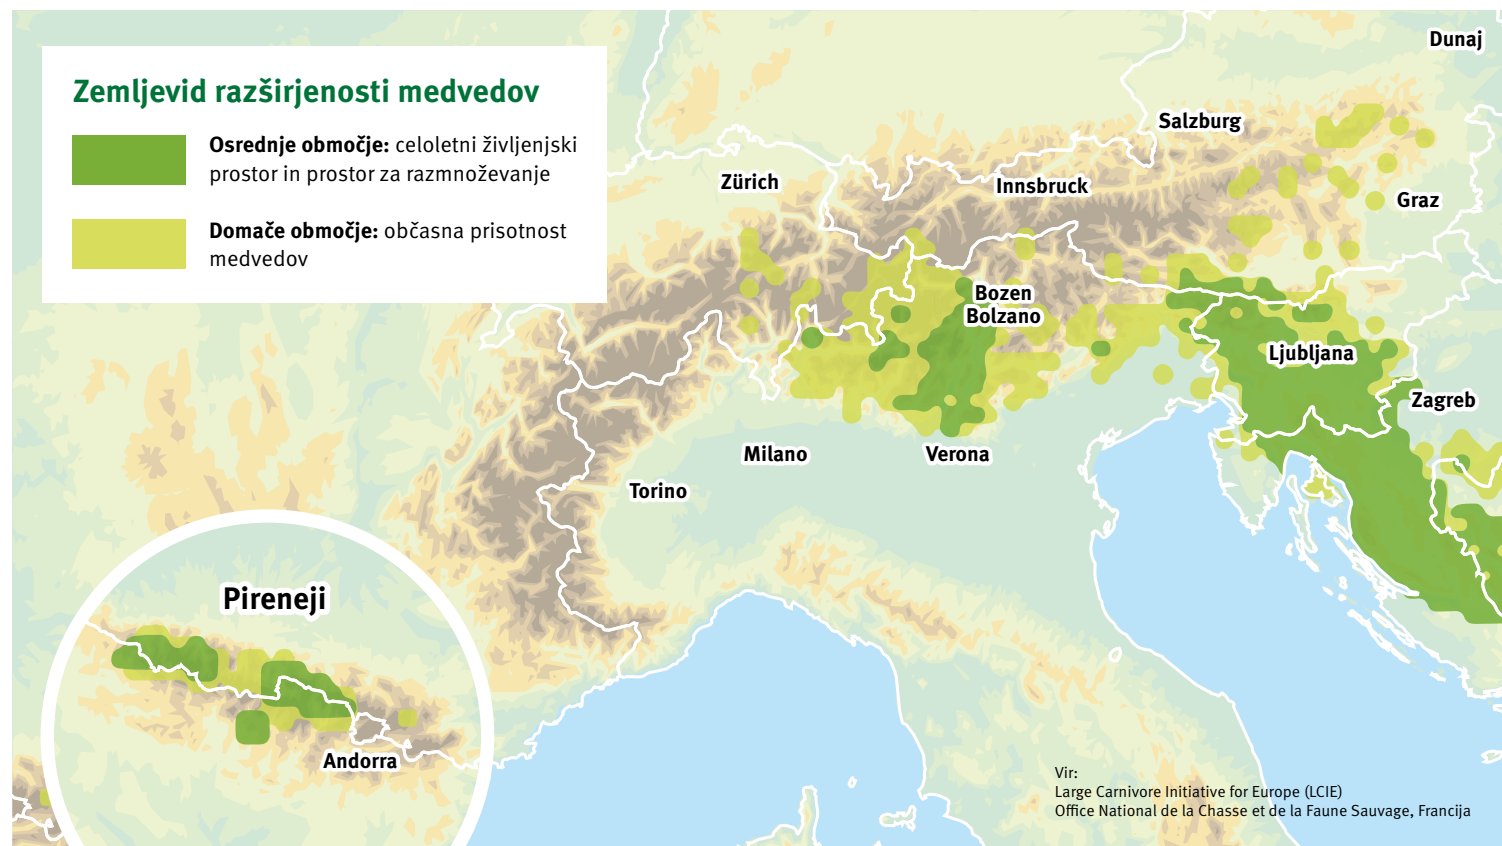 Zemljevid razširjenosti medvedov
Osrednje območje: celoletni življenjski
prostor in prostor za razmnoževanje
Domače območje: občasna prisotnost
medvedov
Dunaj
Salzburg
Zürich
Innsbruck
Graz
Bozen
Bolzano
Ljubljana
Zagreb
Milano
Verona
Torino
Pireneji
Andorra
Vir:
Large Carnivore Initiative for Europe (LCIE)
Office National de la Chasse et de la Faune Sauvage, Francija